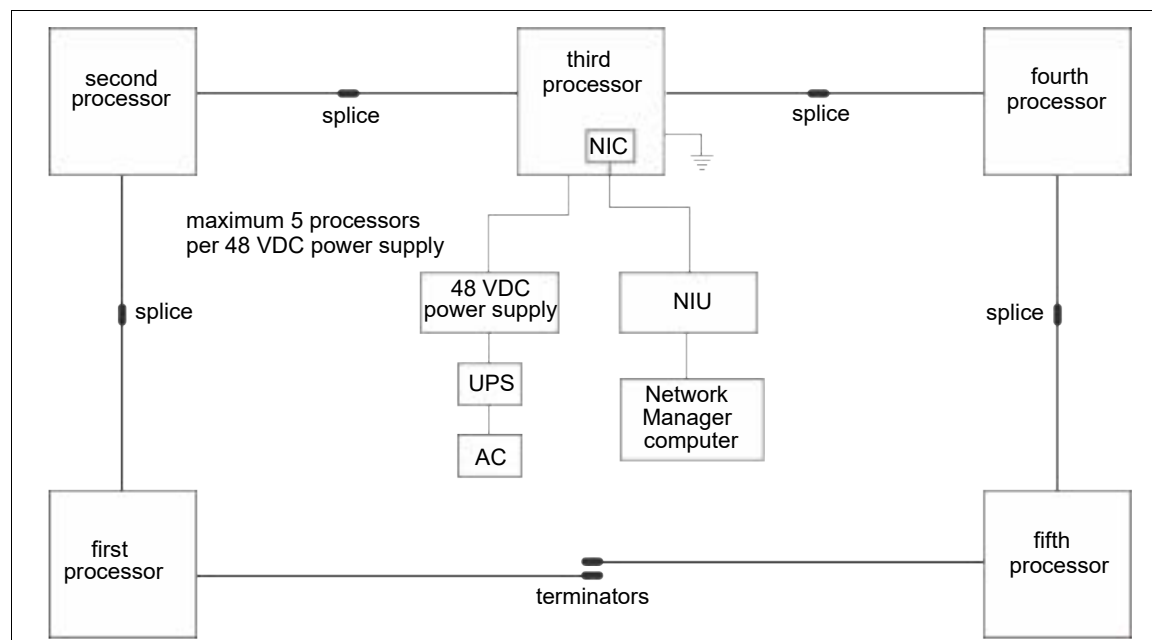 second
processor
splice
third
processor
NIC
splice
fourth
processor
maximum 5 processors
per 48 VDC power supply
splice
48 VDC
power supply
NIU
splice
UPS
Network
Manager
computer
AC
first
processor
terminators
fifth
processor